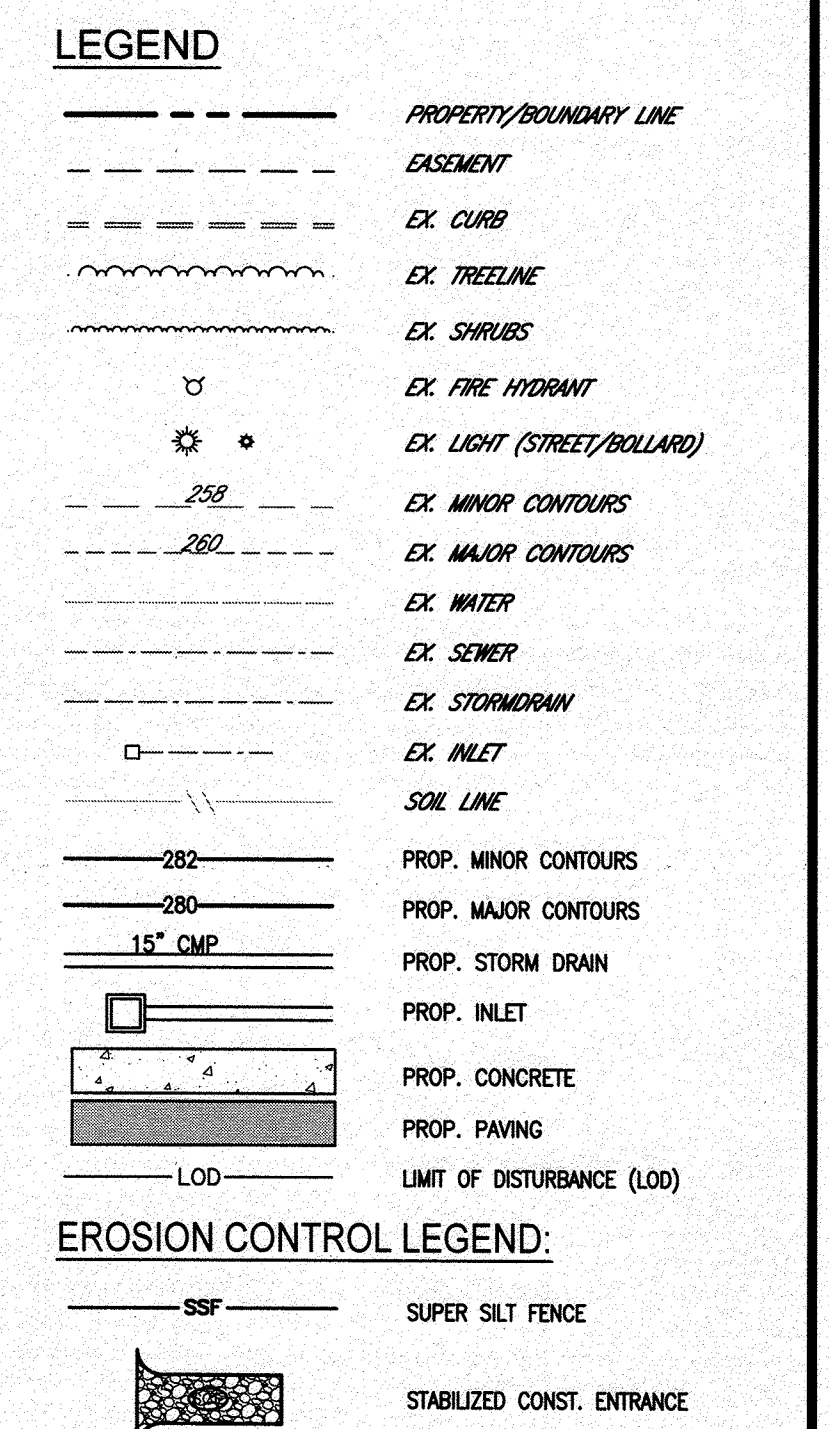 LEGEND
PROPERTY/BOUNDARY LINE
EASEMENT
EX. CURB
EX. TREELINE
EX. SHRUBS
EX. FIRE HYDRANT
EX. LIGHT (STREET/BOLLARD)
258 EX. MINOR CONTOURS
260 EX. MAJOR CONTOURS
EX. WATER
EX. SEWER
EX. STORMDRAIN
EX. INLET
SOIL LINE
282 PROP. MINOR CONTOURS
280 PROP. MAJOR CONTOURS
15" CMP PROP. STORM DRAIN
PROP. INLET
PROP. CONCRETE
PROP. PAVING
LOD LIMIT OF DISTURBANCE (LOD)
EROSION CONTROL LEGEND:
SSF SUPER SILT FENCE
STABILIZED CONST. ENTRANCE